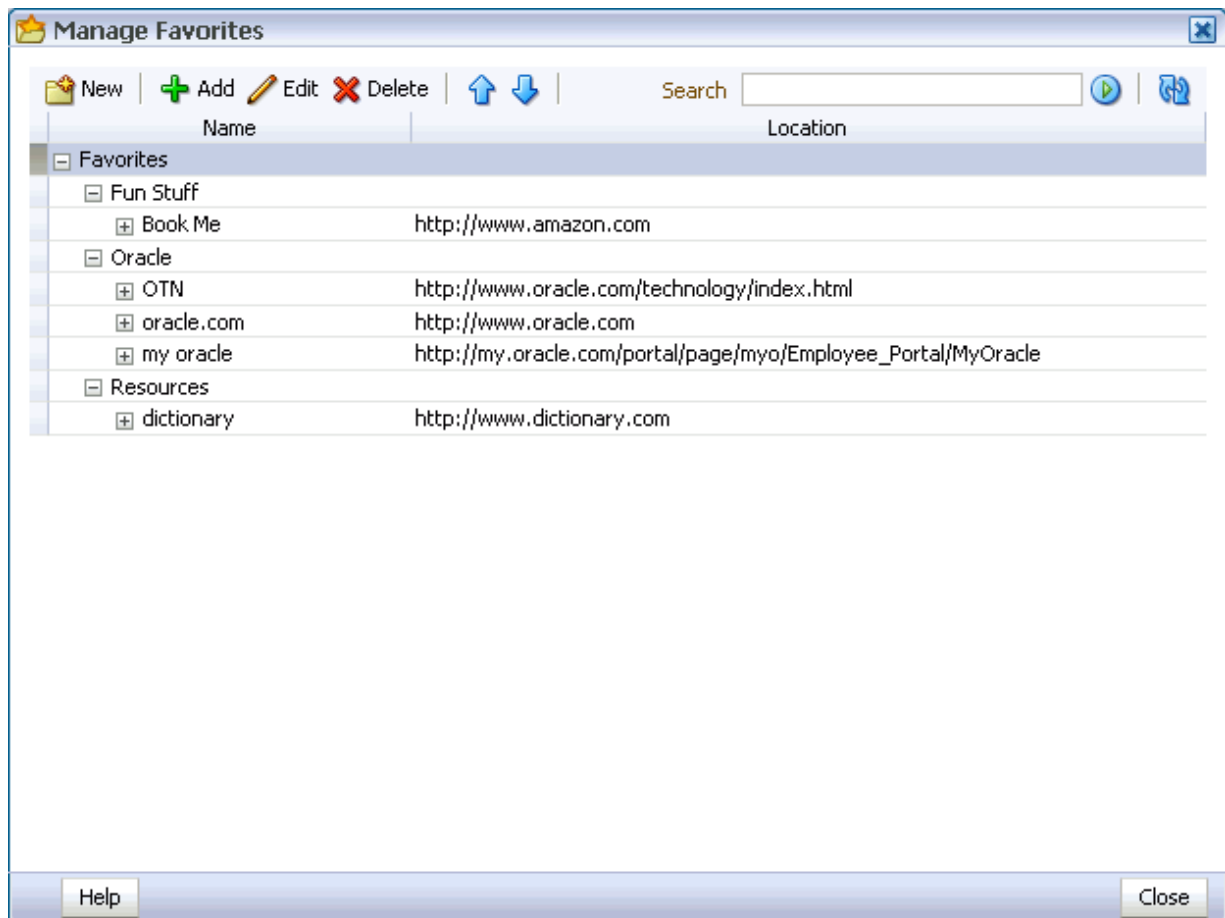 Manage Favorites
New Add Edit Delete Search
Name Location
Favorites
Fun Stuff
Book Me http://www.amazon.com
Oracle
OTN http://www.oracle.com/technology/index.html
oracle.com http://www.oracle.com
my oracle http://my.oracle.com/portal/page/myo/Employee_Portal/MyOracle
Resources
dictionary http://www.dictionary.com
Help Close